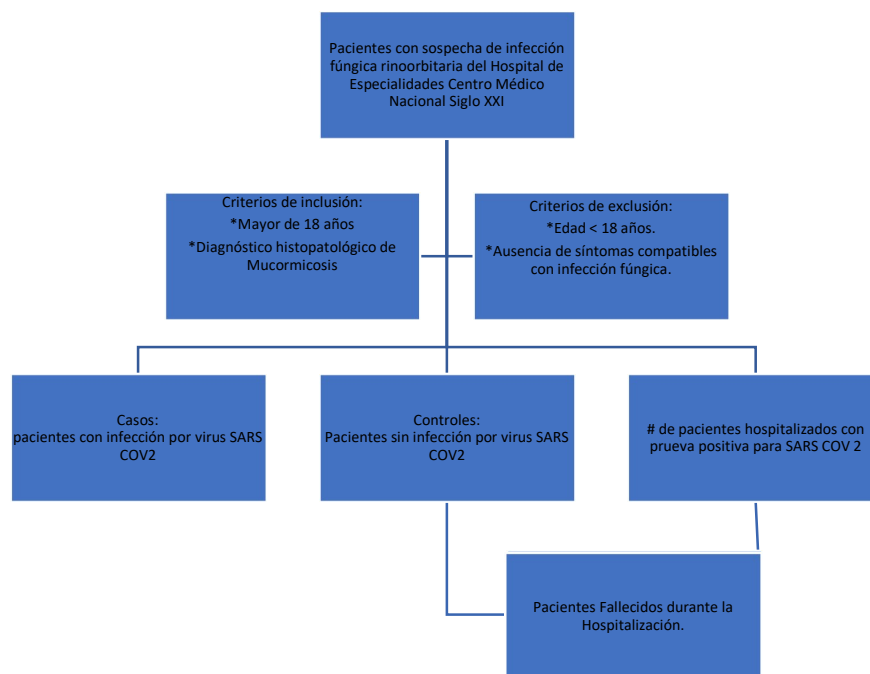 Pacientes con sospecha de infección
fúngica rinoorbitaria del Hospital de
Especialidades Centro Médico
Nacional Siglo XXI
Criterios de inclusión:
*Mayor de 18 años
*Diagnóstico histopatológico de
Mucormicosis
Criterios de exclusión:
*Edad < 18 años.
*Ausencia de síntomas compatibles
con infección fúngica.
Casos:
pacientes con infección por virus SARS
COV2
Controles:
Pacientes sin infección por virus SARS
COV2
# de pacientes hospitalizados con
prueba positiva para SARS COV 2
Pacientes Fallecidos durante la
Hospitalización.